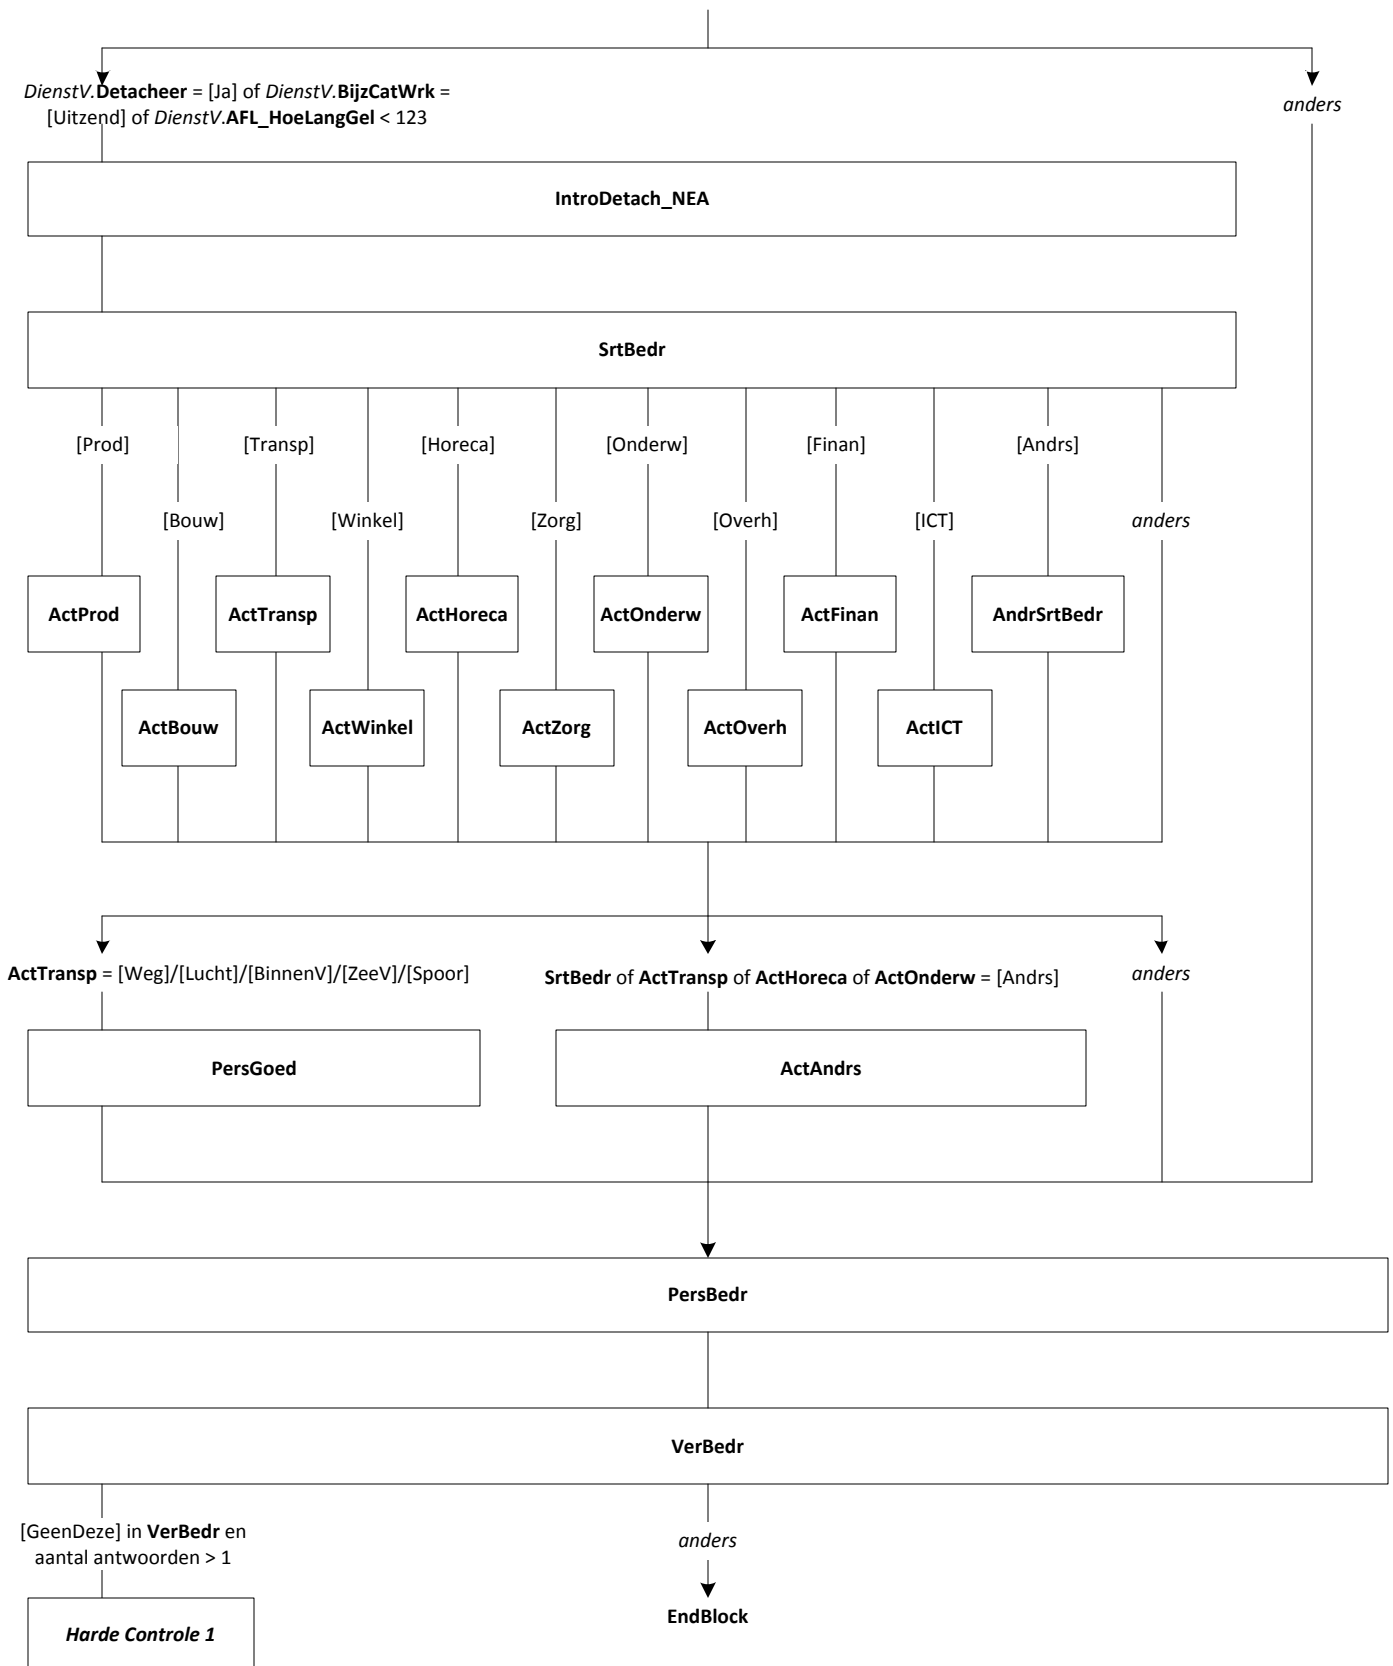 DienstV.Detacheer = [Ja] of DienstV.BijzCatWrk =
[Uitzend] of DienstV.AFL_HoeLangGel < 123
anders
IntroDetach_NEA
SrtBedr
[Prod] [Transp] [Horeca] [Onderw] [Finan] [Andrs]
[Bouw] [Winkel] [Zorg] [Overh] [ICT] anders
ActProd ActTransp ActHoreca ActOnderw ActFinan AndrSrtBedr
ActBouw ActWinkel ActZorg ActOverh ActICT
ActTransp = [Weg]/[Lucht]/[BinnenV]/[ZeeV]/[Spoor] SrtBedr of ActTransp of ActHoreca of ActOnderw = [Andrs] anders
PersGoed ActAndrs
PersBedr
VerBedr
[GeenDeze] in VerBedr en
aantal antwoorden > 1
anders
Harde Controle 1
EndBlock